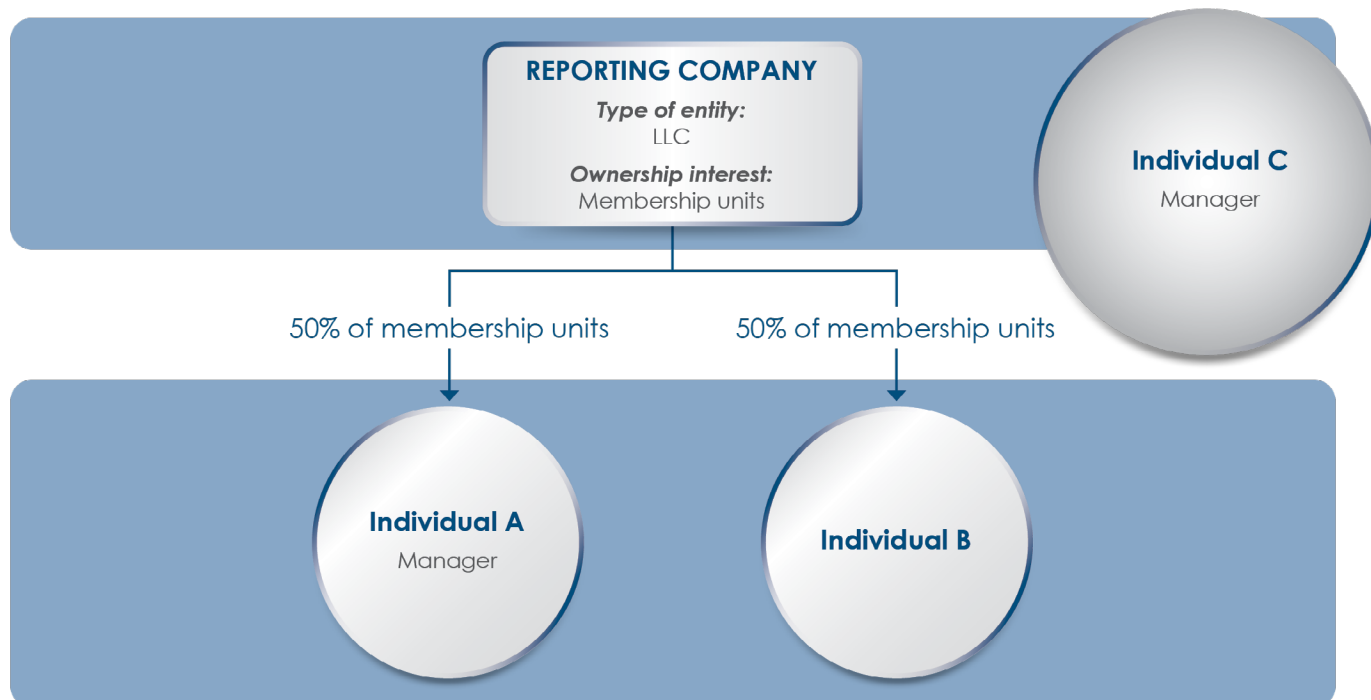 REPORTING COMPANY
Type of entity:
LLC
Ownership interest:
Membership units
Individual C
Manager
50% of membership units
50% of membership units
Individual A
Manager
Individual B